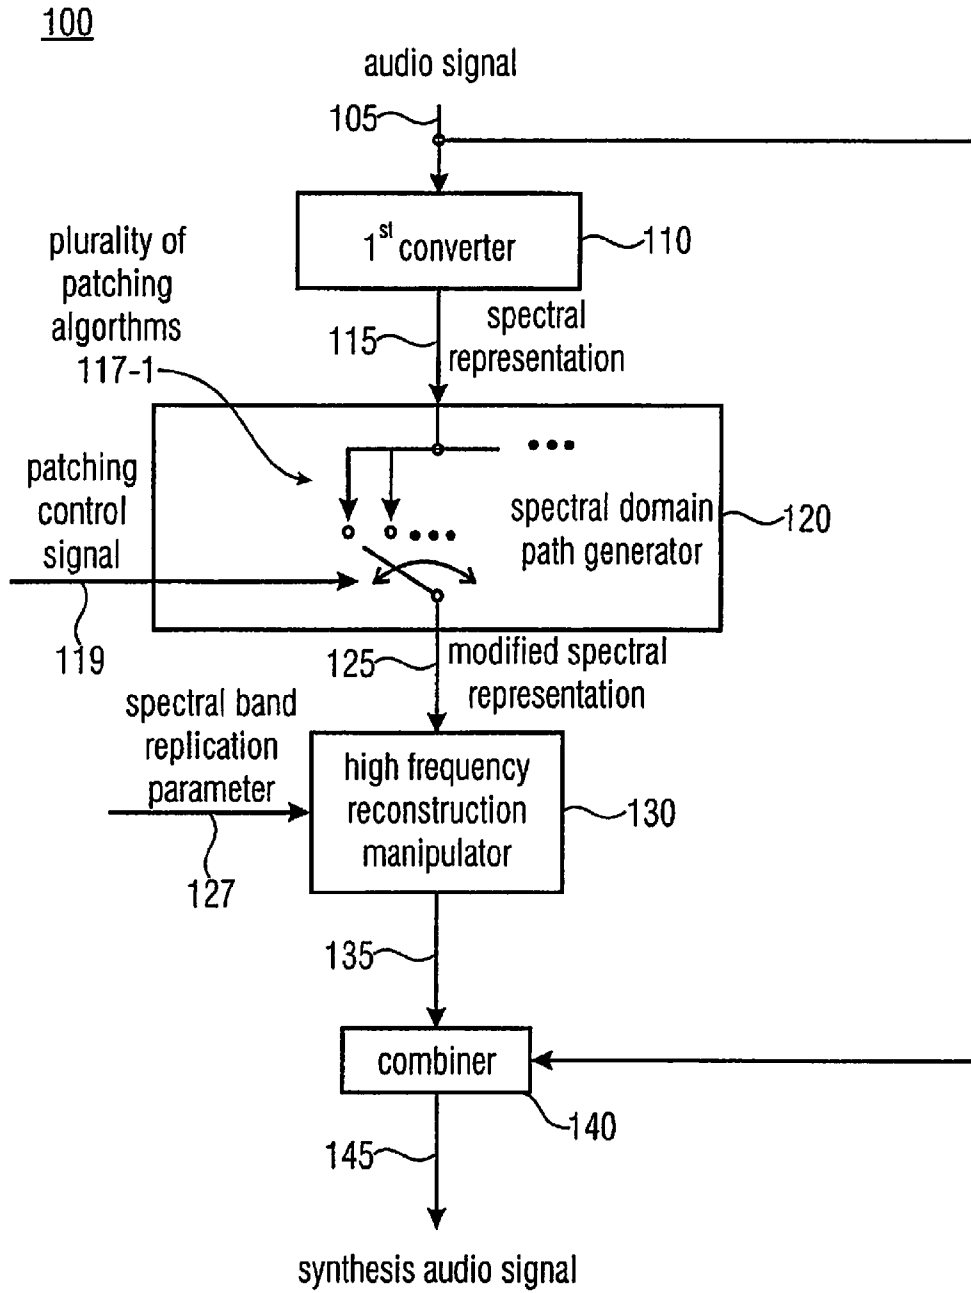 100
audio signal
105
1st converter
110
plurality of
patching
algorthms
117-1
115
spectral
representation
patching
control
signal
119
spectral domain
path generator
120
125
modified spectral
representation
spectral band
replication
parameter
127
high frequency
reconstruction
manipulator
130
135
combiner
140
145
synthesis audio signal